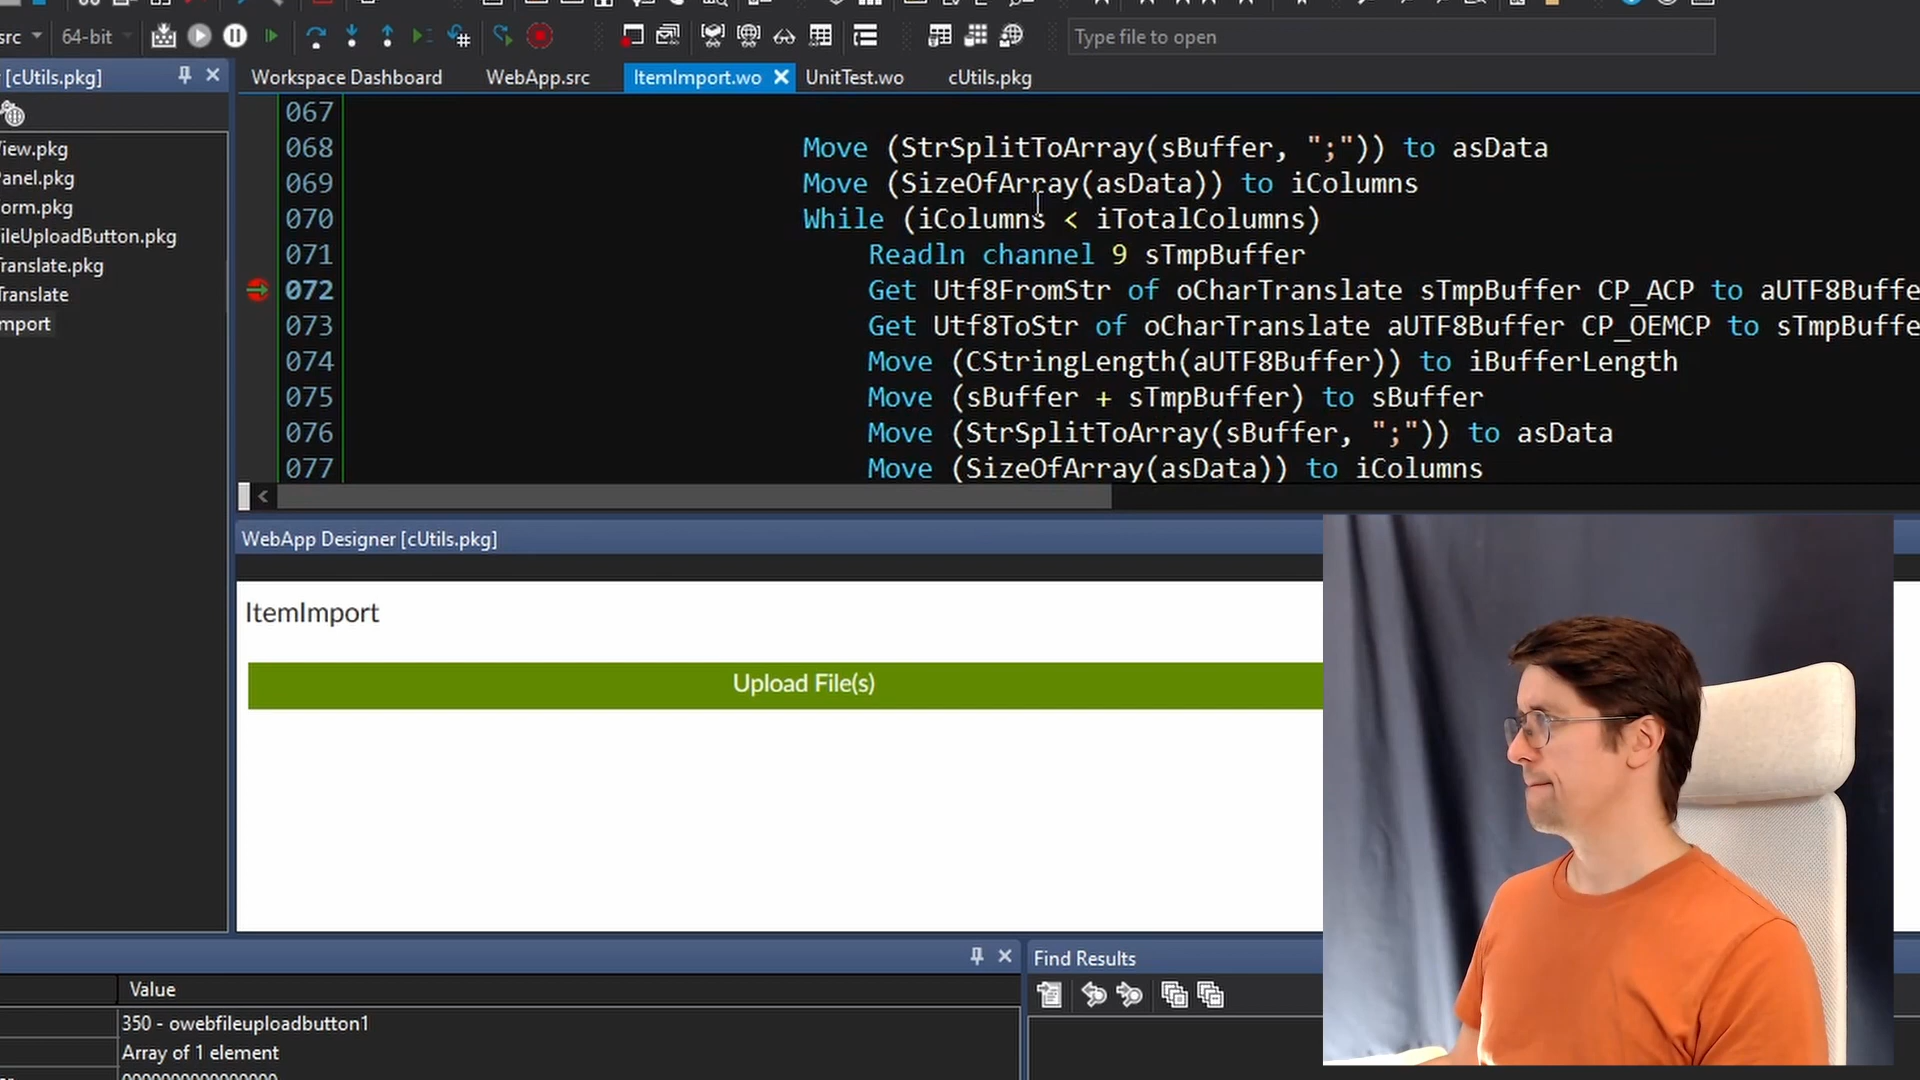 src 64-bit Type file to open
[cUtils.pkg]
Workspace Dashboard WebApp.src ItemImport.wo UnitTest.wo cUtils.pkg
View.pkg
Panel.pkg
orm.pkg
ileUploadButton.pkg
Translate.pkg
Translate
mport
067
068 Move (StrSplitToArray(sBuffer, ";")) to asData
069 Move (SizeOfArray(asData)) to iColumns
070 While (iColumns < iTotalColumns)
071 Readln channel 9 sTmpBuffer
072 Get Utf8FromStr of oCharTranslate sTmpBuffer CP_ACP to aUTF8Buffe
073 Get Utf8ToStr of oCharTranslate aUTF8Buffer CP_OEMCP to sTmpBuffe
074 Move (CStringLength(aUTF8Buffer)) to iBufferLength
075 Move (sBuffer + sTmpBuffer) to sBuffer
076 Move (StrSplitToArray(sBuffer, ";")) to asData
077 Move (SizeOfArray(asData)) to iColumns
WebApp Designer [cUtils.pkg]
ItemImport
Upload File(s)
Find Results
Value
350 - owebfileuploadbutton1
Array of 1 element